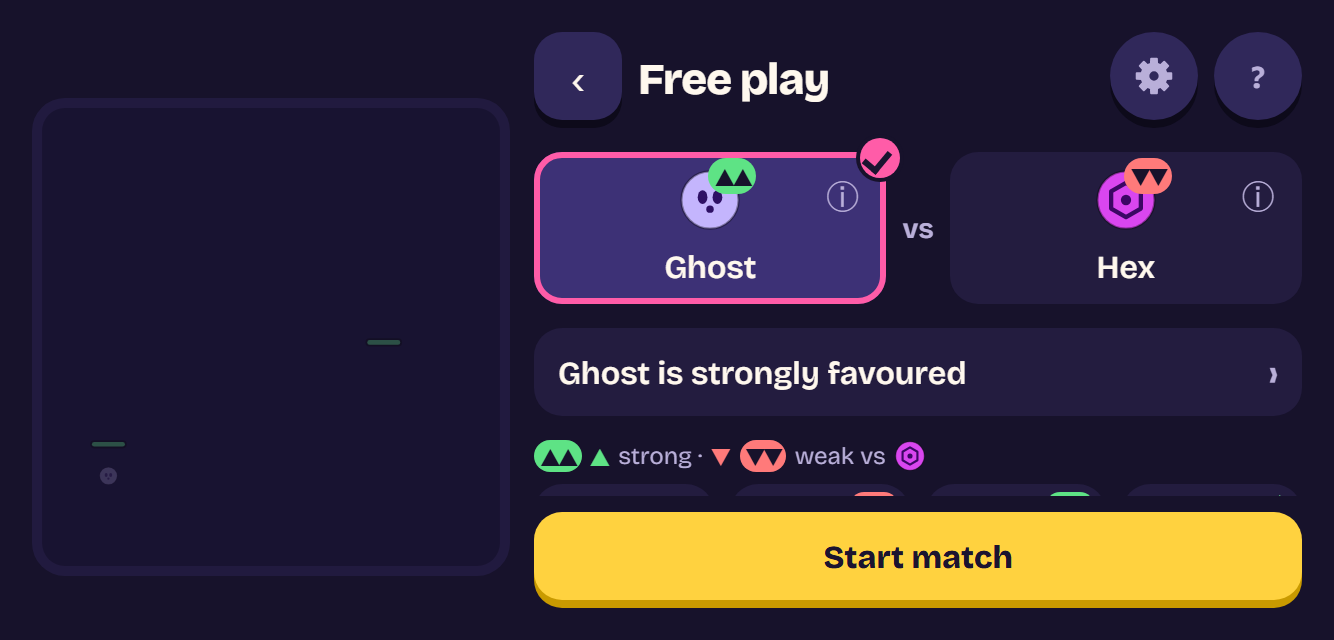 ‹ Free play ?
Ghost
vs
Hex
Ghost is strongly favoured ›
▲ strong · ▼ weak vs
Start match